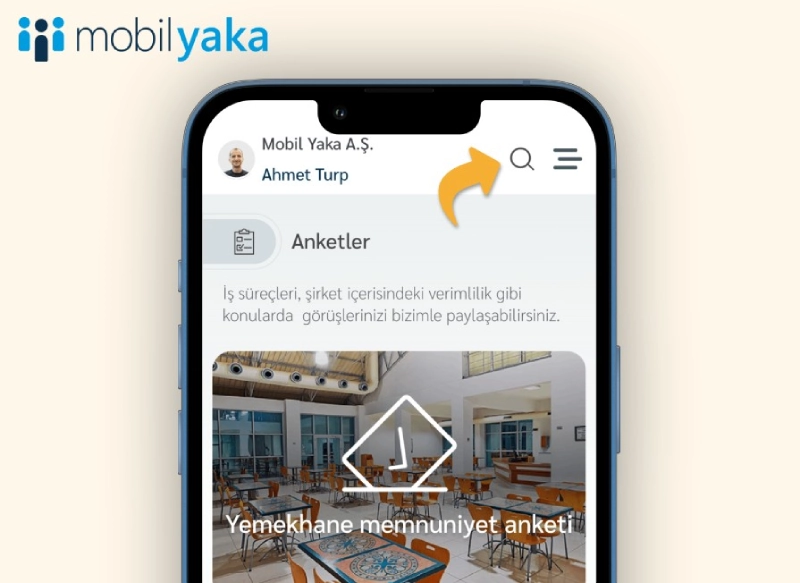 mobilyaka
Mobil Yaka A.Ş.
Ahmet Turp
Anketler
İş süreçleri, şirket içerisindeki verimlilik gibi
konularda görüşlerinizi bizimle paylaşabilirsiniz.
Yemekhane memnuniyet anketi